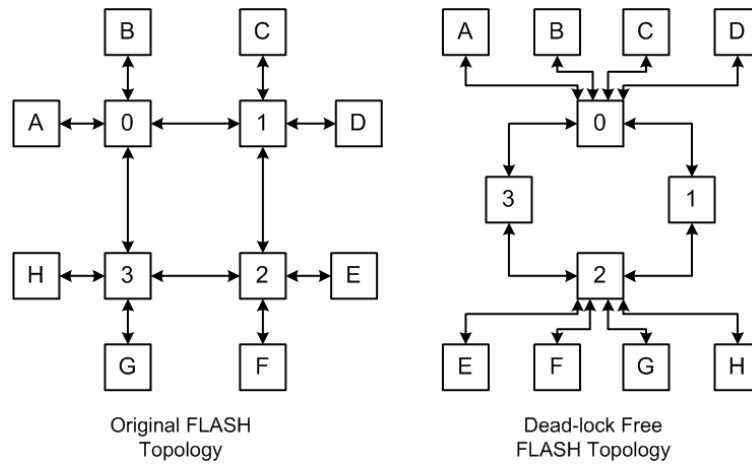 B
C
A
0
1
D
H
3
2
E
G
F
Original FLASH
Topology
A
B
C
D
0
3
1
2
E
F
G
H
Dead-lock Free
FLASH Topology